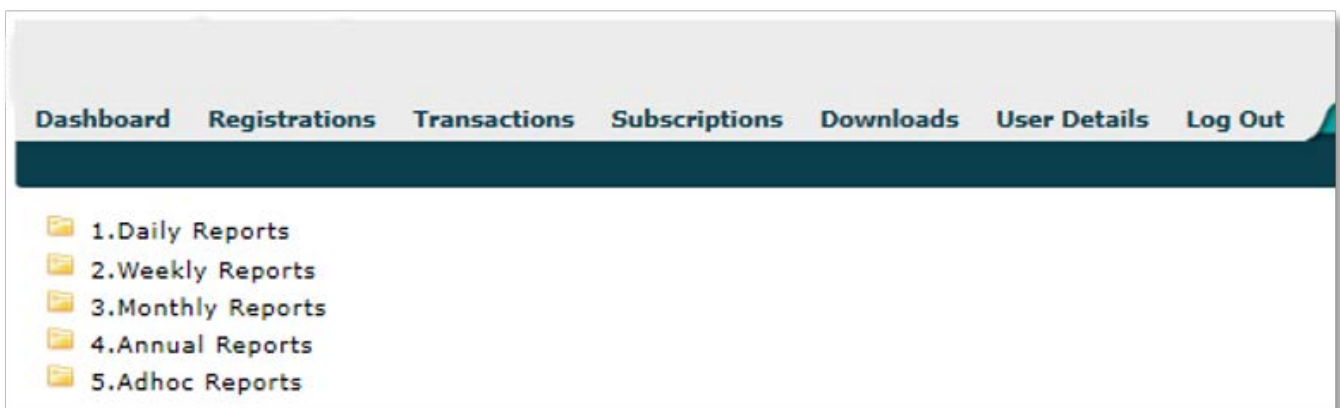 Dashboard Registrations Transactions Subscriptions Downloads User Details Log Out
1.Daily Reports
2.Weekly Reports
3.Monthly Reports
4.Annual Reports
5.Adhoc Reports